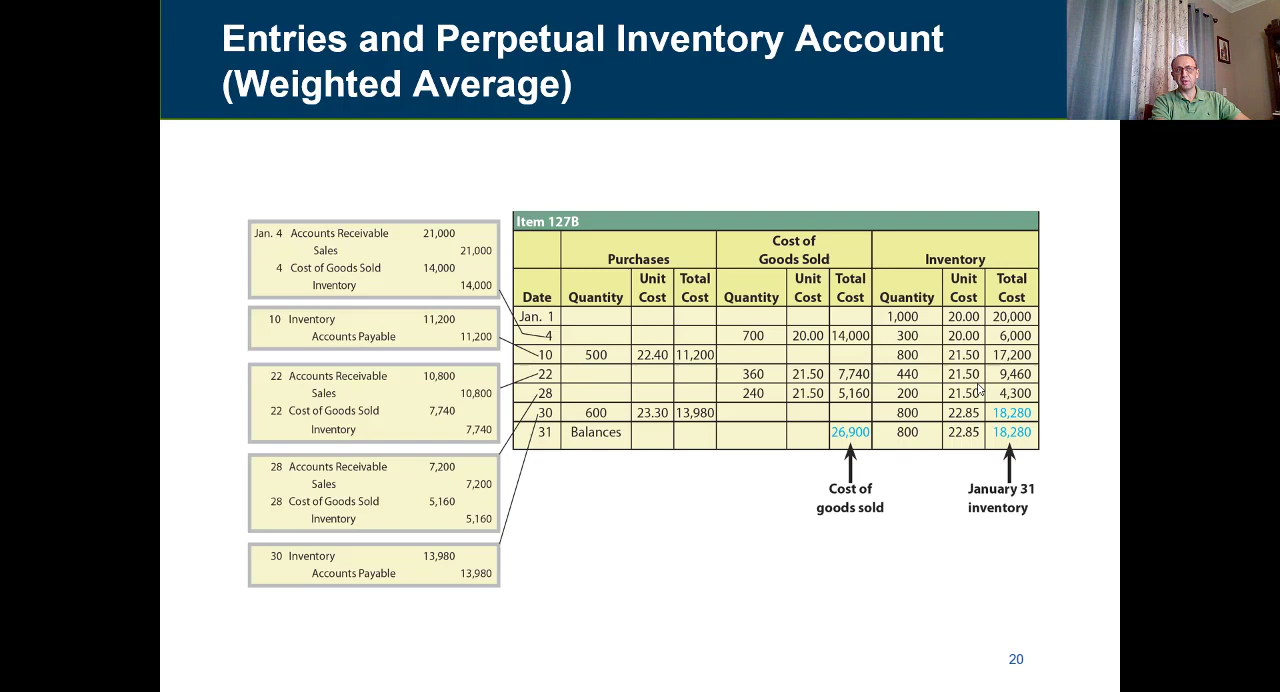 Entries and Perpetual Inventory Account
(Weighted Average)
Jan. 4 Accounts Receivable 21,000
Sales 21,000
4 Cost of Goods Sold 14,000
Inventory 14,000
10 Inventory 11,200
Accounts Payable 11,200
22 Accounts Receivable 10,800
Sales 10,800
22 Cost of Goods Sold 7,740
Inventory 7,740
28 Accounts Receivable 7,200
Sales 7,200
28 Cost of Goods Sold 5,160
Inventory 5,160
30 Inventory 13,980
Accounts Payable 13,980
Item 127B
Purchases Cost of Goods Sold Inventory
Date Quantity Unit Cost Total Cost Quantity Unit Cost Total Cost Quantity Unit Cost Total Cost
Jan. 1 1,000 20.00 20,000
4 700 20.00 14,000 300 20.00 6,000
10 500 22.40 11,200 800 21.50 17,200
22 360 21.50 7,740 440 21.50 9,460
28 240 21.50 5,160 200 21.50 4,300
30 600 23.30 13,980 800 22.85 18,280
31 Balances 26,900 800 22.85 18,280
Cost of
goods sold
January 31
inventory
20